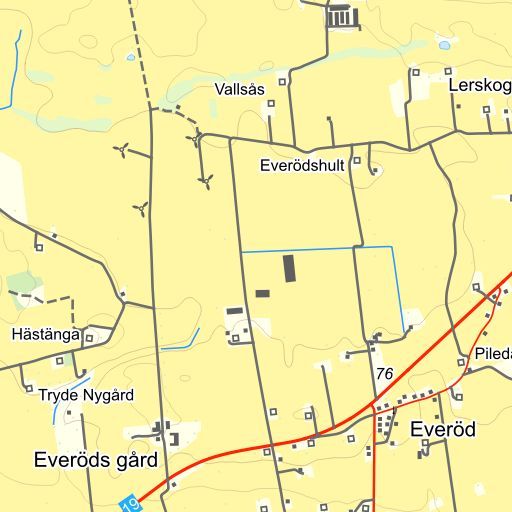 Vallsås
Lerskog
Everödshult
Hästänga
Pileda
76
Tryde Nygård
Everöd
Everöds gård
19